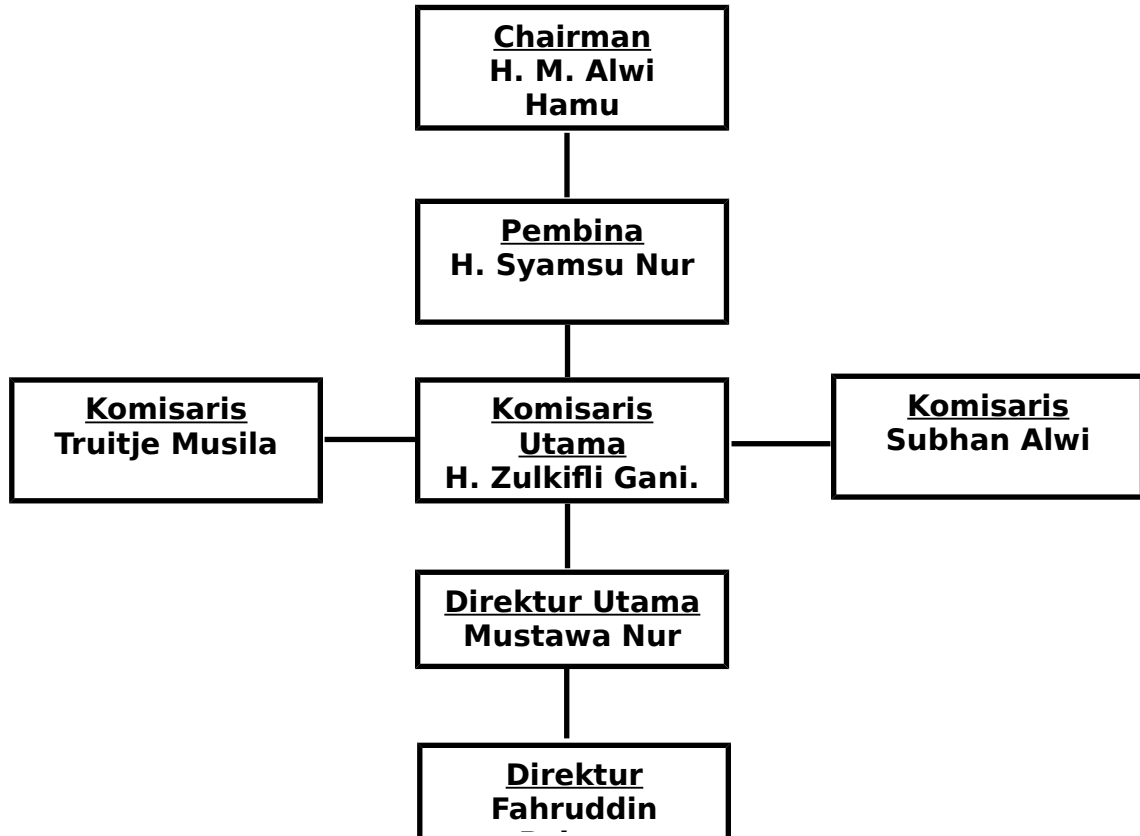 Chairman
H. M. Alwi
Hamu
Pembina
H. Syamsu Nur
Komisaris
Truitje Musila
Komisaris
Utama
H. Zulkifli Gani.
Komisaris
Subhan Alwi
Direktur Utama
Mustawa Nur
Direktur
Fahruddin